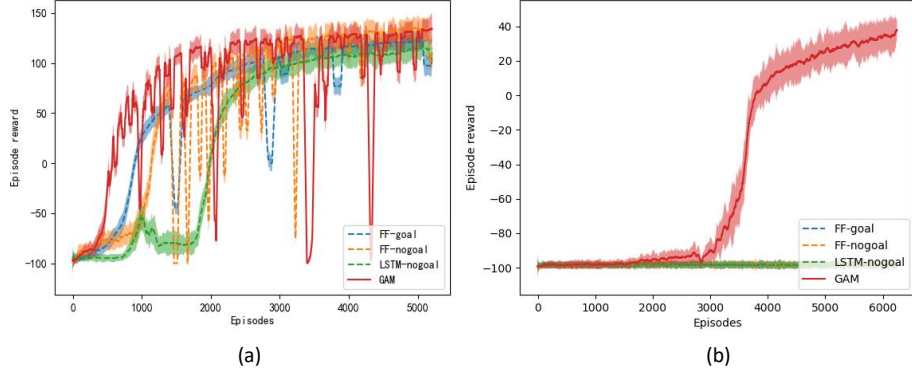 150
100
50
0
-50
-100
Episode reward
0
1000
2000
3000
4000
5000
Episodes
FF-goal
FF-nogoal
LSTM-nogoal
GAM
(a)
40
20
0
-20
-40
-60
-80
-100
Episode reward
0
1000
2000
3000
4000
5000
6000
Episodes
FF-goal
FF-nogoal
LSTM-nogoal
GAM
(b)